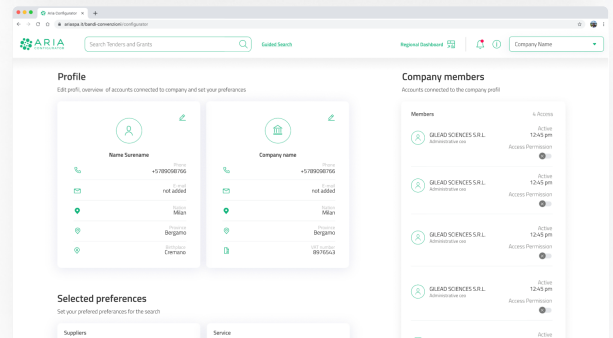 Aria Configurator
ariaspa.it/bandi-convenzioni/configurator
ARIA
CONFIGURATOR
Search Tenders and Grants
Guided Search
Regional Dashboard
Company Name
Profile
Edit profil, overview of accounts connected to company and set your preferences
Name Surename
Phone
+5789098766
E-mail
not added
Nation
Milan
Province
Bergamo
Birthplace
Cremano
Company name
Phone
+5789098766
E-mail
not added
Nation
Milan
Province
Bergamo
VAT number
8976543
Selected preferences
Set your prefered preferences for the search
Suppliers
Service
Company members
Accounts connected to the company profil
Members
4 Access
GILEAD SCIENCES S.R.L.
Administrative ceo
Active
12:45 pm
Access Permission
GILEAD SCIENCES S.R.L.
Administrative ceo
Active
12:45 pm
Access Permission
GILEAD SCIENCES S.R.L.
Administrative ceo
Active
12:45 pm
Access Permission
GILEAD SCIENCES S.R.L.
Administrative ceo
Active
12:45 pm
Access Permission
Active